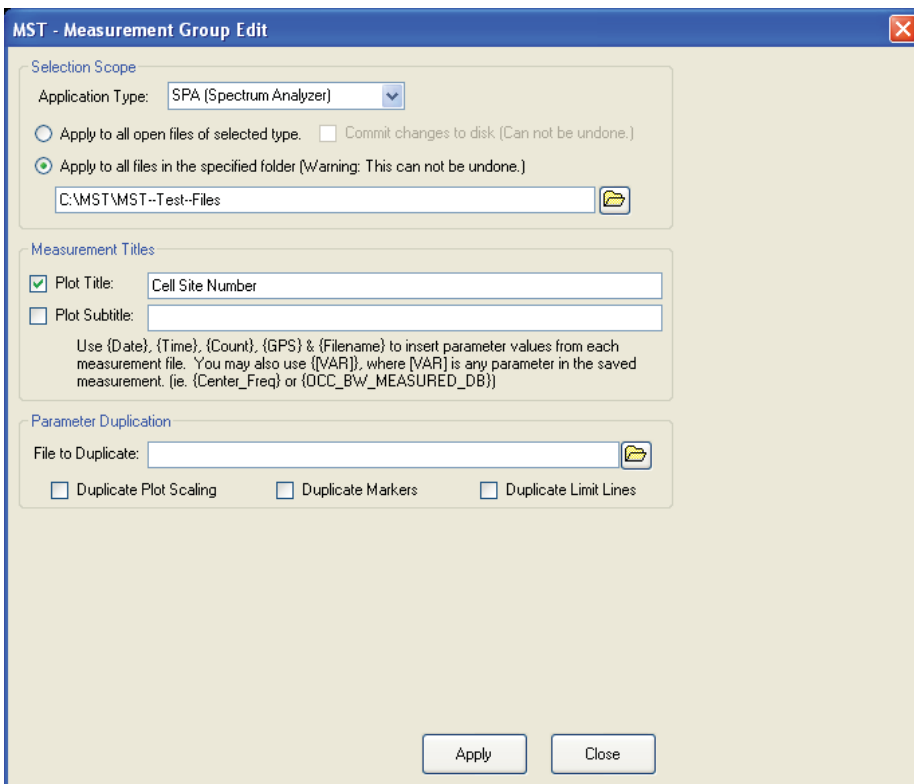 MST - Measurement Group Edit
Selection Scope
Application Type: SPA (Spectrum Analyzer)
Apply to all open files of selected type. Commit changes to disk (Can not be undone.)
Apply to all files in the specified folder (Warning: This can not be undone.)
C:\MST\MST--Test--Files
Measurement Titles
Plot Title: Cell Site Number
Plot Subtitle:
Use {Date}, {Time}, {Count}, {GPS} & {Filename} to insert parameter values from each
measurement file. You may also use {[VAR]}, where [VAR] is any parameter in the saved
measurement. (ie. {Center_Freq} or {OCC_BW_MEASURED_DB})
Parameter Duplication
File to Duplicate:
Duplicate Plot Scaling Duplicate Markers Duplicate Limit Lines
Apply Close